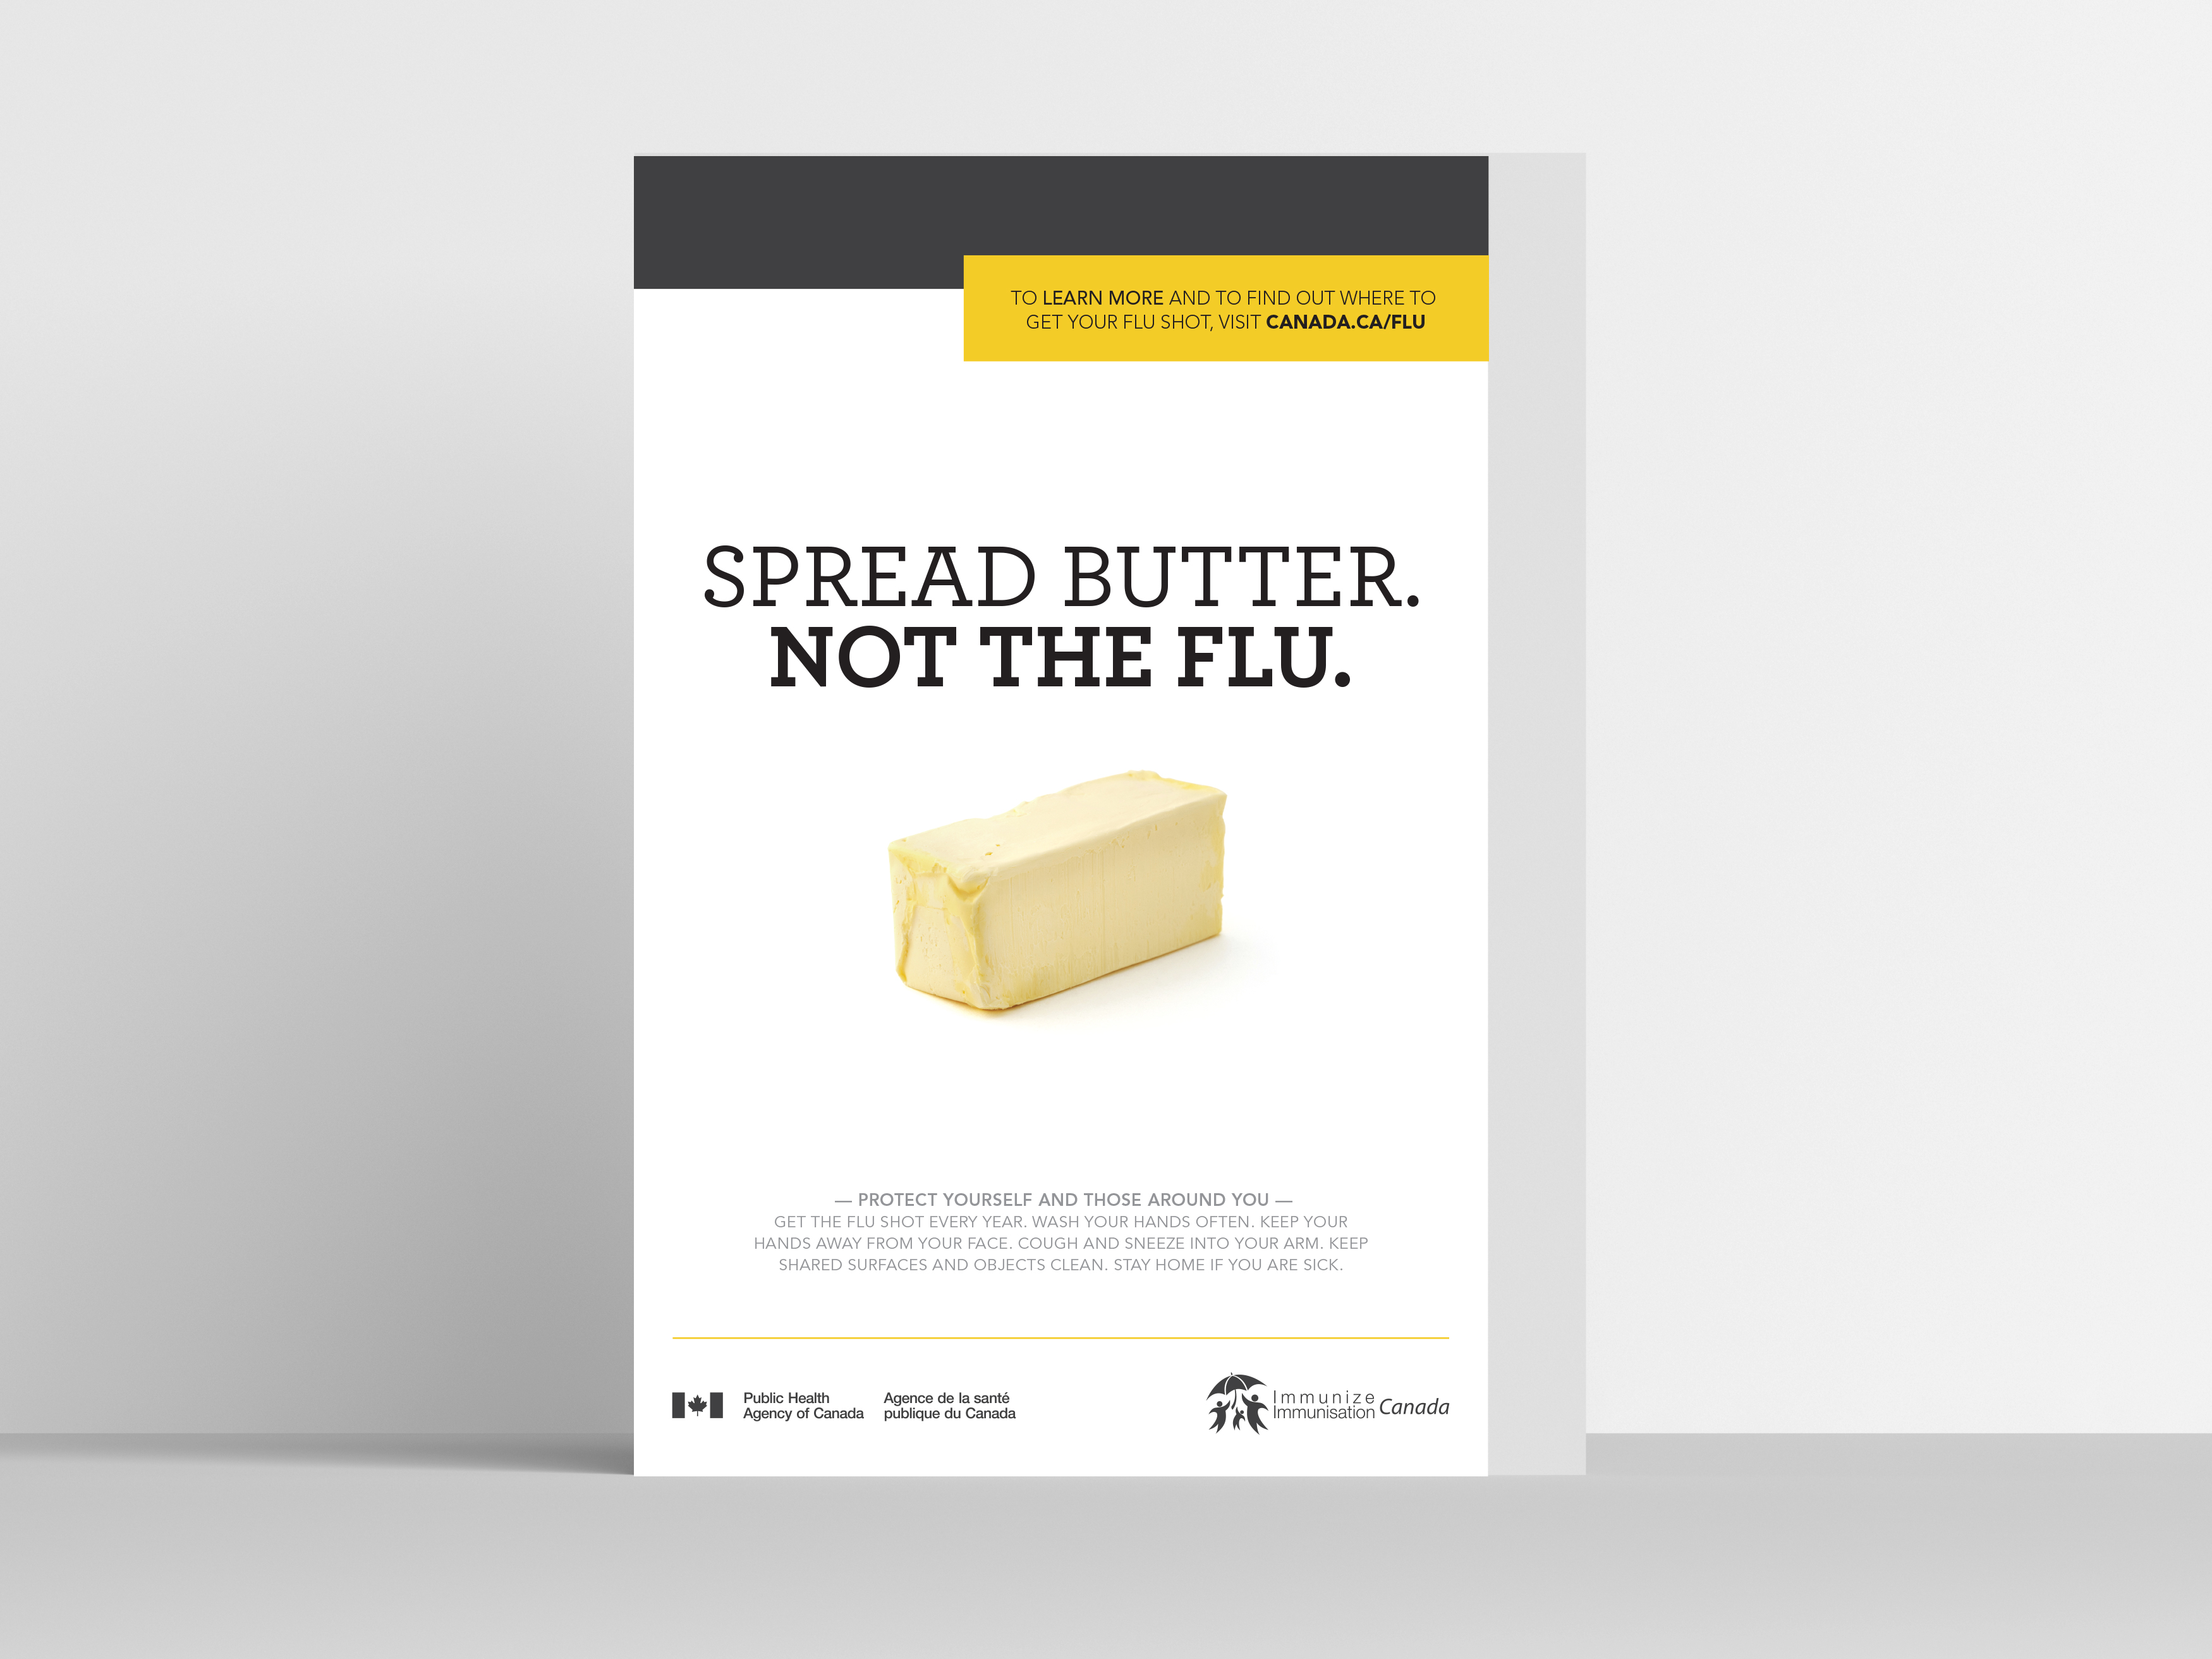 TO LEARN MORE AND TO FIND OUT WHERE TO
GET YOUR FLU SHOT, VISIT CANADA.CA/FLU
SPREAD BUTTER.
NOT THE FLU.
— PROTECT YOURSELF AND THOSE AROUND YOU —
GET THE FLU SHOT EVERY YEAR. WASH YOUR HANDS OFTEN. KEEP YOUR
HANDS AWAY FROM YOUR FACE. COUGH AND SNEEZE INTO YOUR ARM. KEEP
SHARED SURFACES AND OBJECTS CLEAN. STAY HOME IF YOU ARE SICK.
Public Health
Agency of Canada
Agence de la santé
publique du Canada
Immunize
Immunisation Canada